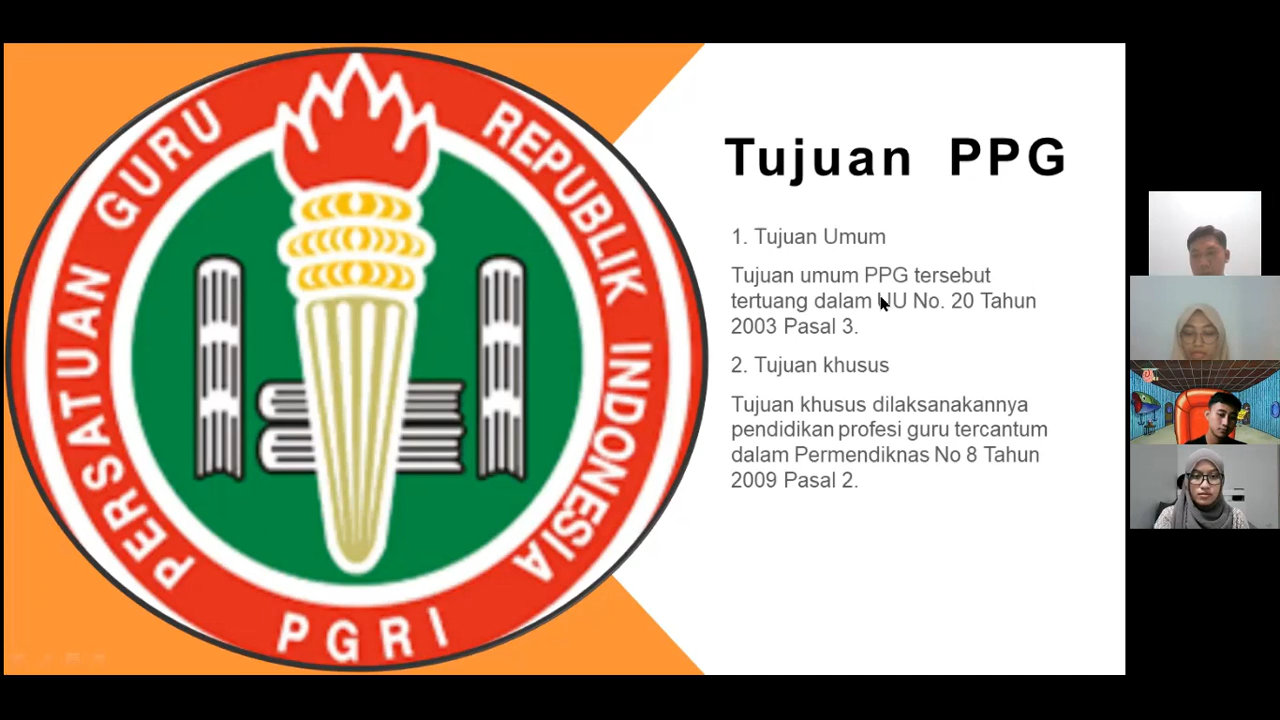 PERSATUAN GURU REPUBLIK INDONESIA
PGRI
Tujuan PPG
1. Tujuan Umum
Tujuan umum PPG tersebut
tertuang dalam UU No. 20 Tahun
2003 Pasal 3.
2. Tujuan khusus
Tujuan khusus dilaksanakannya
pendidikan profesi guru tercantum
dalam Permendiknas No 8 Tahun
2009 Pasal 2.